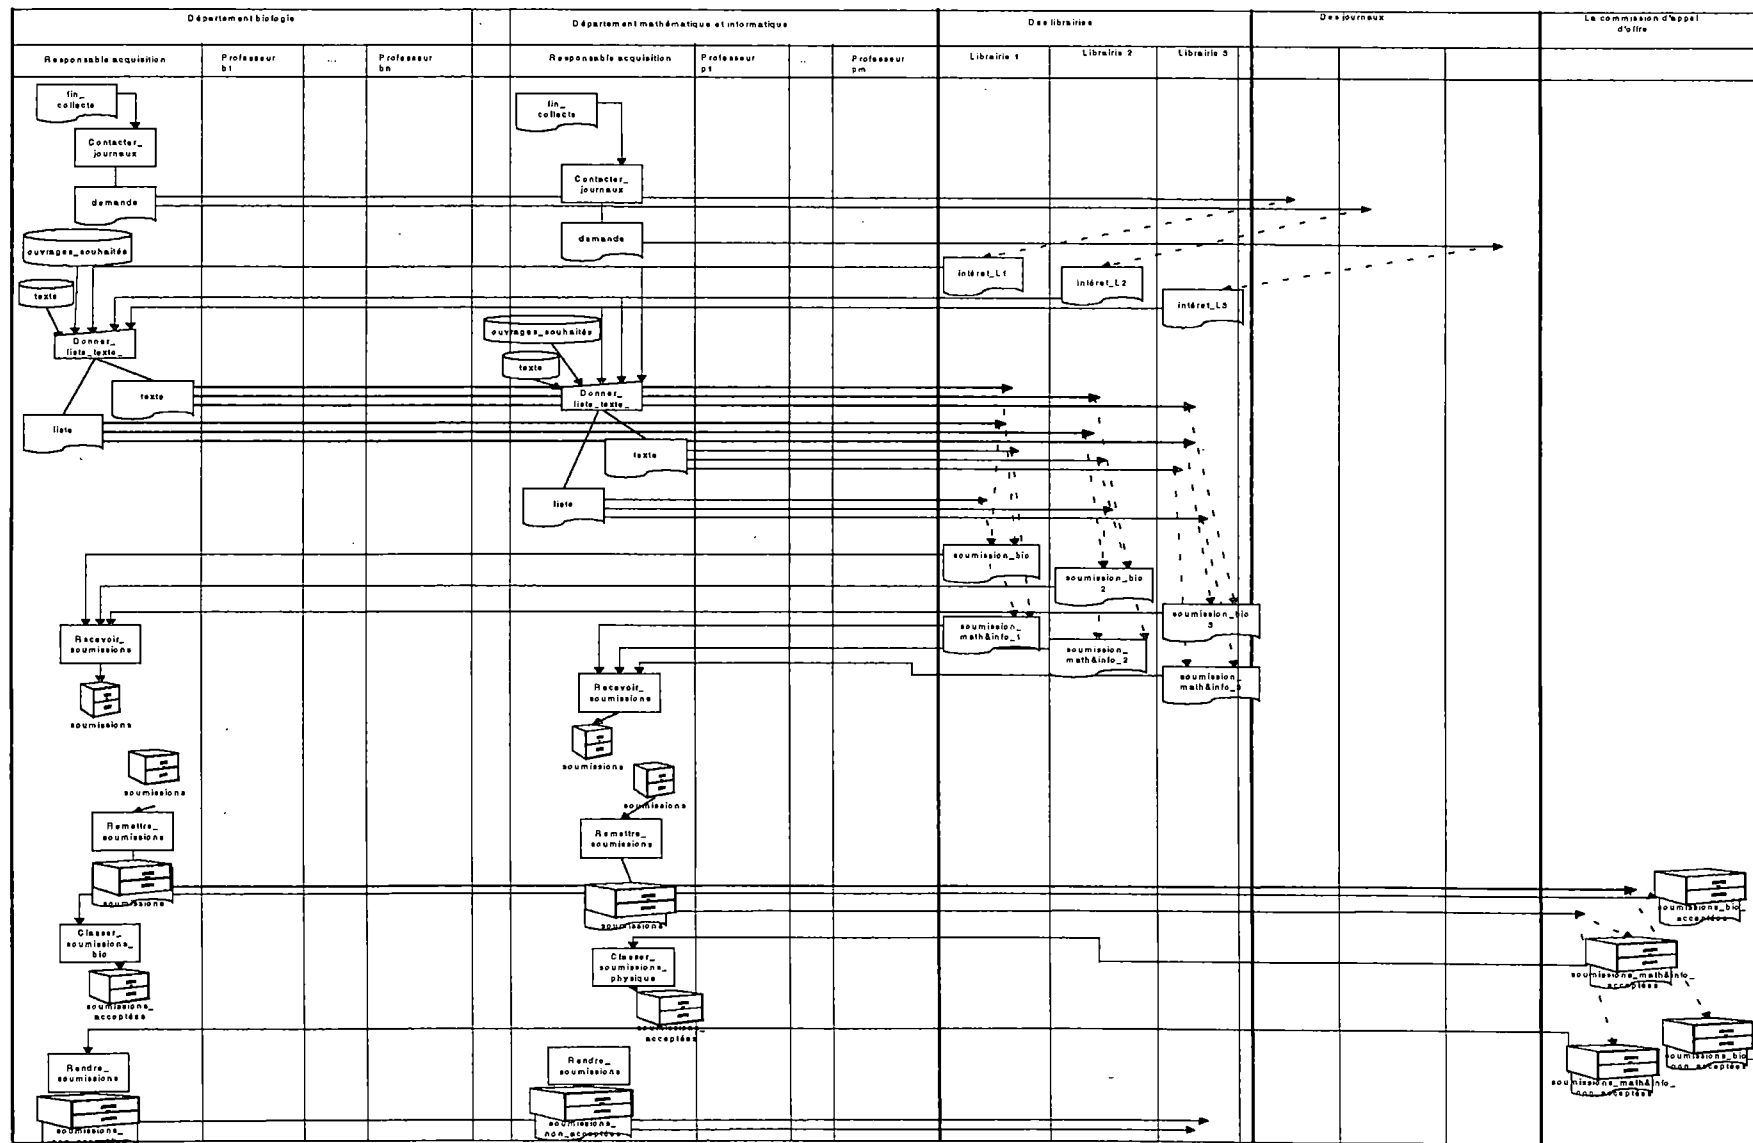 Département biologie
Département mathématique et informatique
Des librairies
Des journaux
La commission d'appel
d'offre
Responsable acquisition
Professeur
b1
...
Professeur
bn
Responsable acquisition
Professeur
p1
...
Professeur
pm
Librairie 1
Librairie 2
Librairie 3
fin_
collecte
fin_
collecte
Contacter_
journaux
Contacter_
journaux
demande
demande
ouvrages_souhaités
intéret_L1
intéret_L2
texte
intéret_L3
ouvrages_souhaités
Donner_
liste_texte_
texte
texte
Donner_
liste_texte_
liste
texte
liste
soumission_bio
1
soumission_bio
2
soumission_bio
3
Recevoir_
soumissions
soumission_
math&info_1
soumission_
math&info_2
soumission_
math&info_3
Recevoir_
soumissions
soumissions
soumissions
soumissions
soumissions
Remettre_
soumissions
Remettre_
soumissions
soumissions
soumissions
soumissions_bio_
acceptées
Classer_
soumissions_
bio
Classer_
soumissions_
physique
soumissions_math&info_
acceptées
soumissions_
acceptées
soumissions_
acceptées
Rendre_
soumissions
Rendre_
soumissions
soumissions_bio_
non_acceptées
soumissions_math&info_
non_acceptées
soumissions_
non_acceptées
soumissions_
non_acceptées